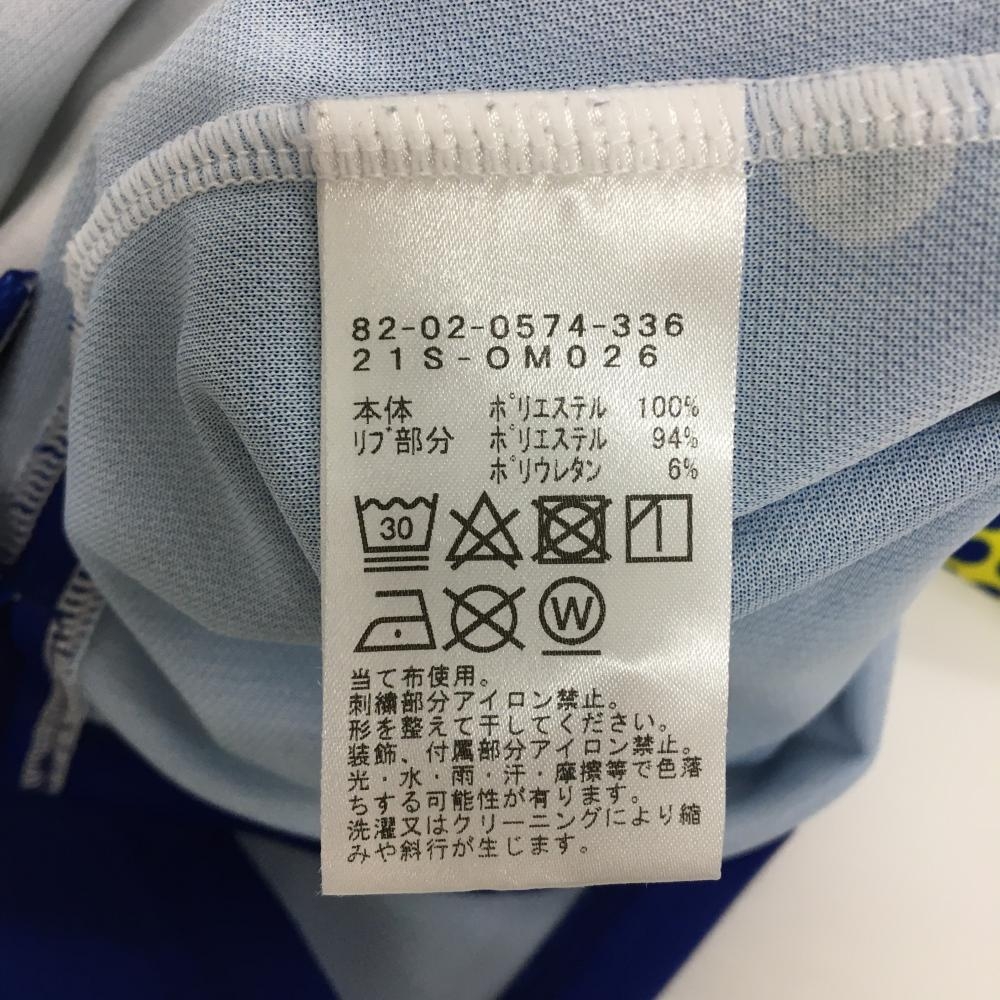 82-02-0574-336
21S-OM026
本体 ポリエステル 100%
リブ部分 ポリエステル 94%
ポリウレタン 6%
30
W
当て布使用。
刺繍部分アイロン禁止。
形を整えて干してください。
装飾、付属部分アイロン禁止。
光・水・雨・汗・摩擦等で色落
ちする可能性が有ります。
洗濯又はクリーニングにより縮
みや斜行が生じます。